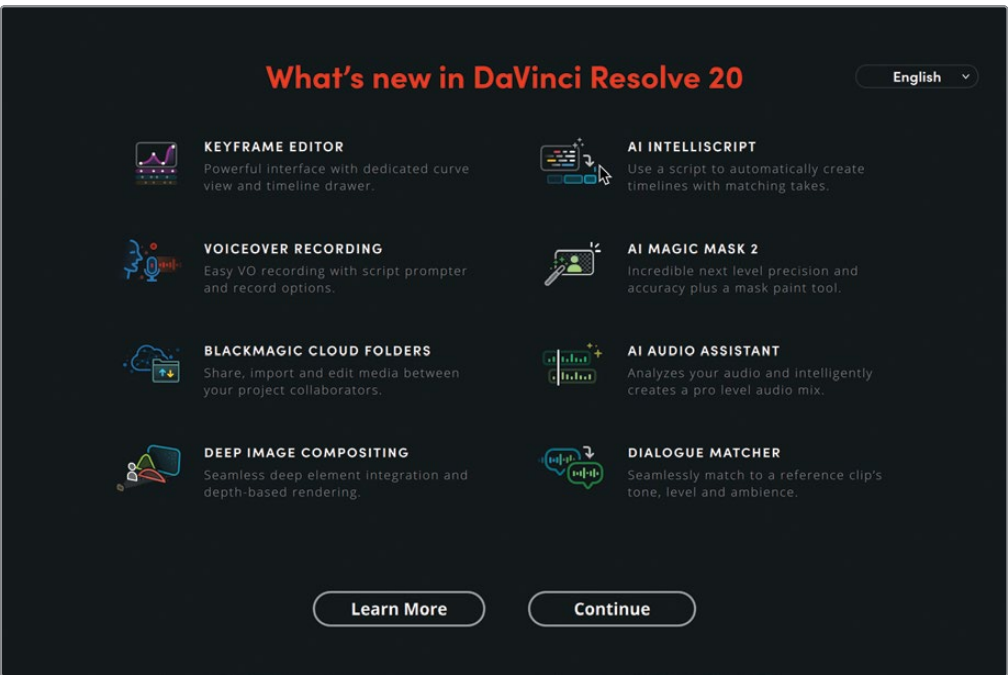 What's new in DaVinci Resolve 20
English
KEYFRAME EDITOR
Powerful interface with dedicated curve
view and timeline drawer.
AI INTELLISCRIPT
Use a script to automatically create
timelines with matching takes.
VOICEOVER RECORDING
Easy VO recording with script prompter
and record options.
AI MAGIC MASK 2
Incredible next level precision and
accuracy plus a mask paint tool.
BLACKMAGIC CLOUD FOLDERS
Share, import and edit media between
your project collaborators.
AI AUDIO ASSISTANT
Analyzes your audio and intelligently
creates a pro level audio mix.
DEEP IMAGE COMPOSITING
Seamless deep element integration and
depth-based rendering.
DIALOGUE MATCHER
Seamlessly match to a reference clip's
tone, level and ambience.
Learn More
Continue